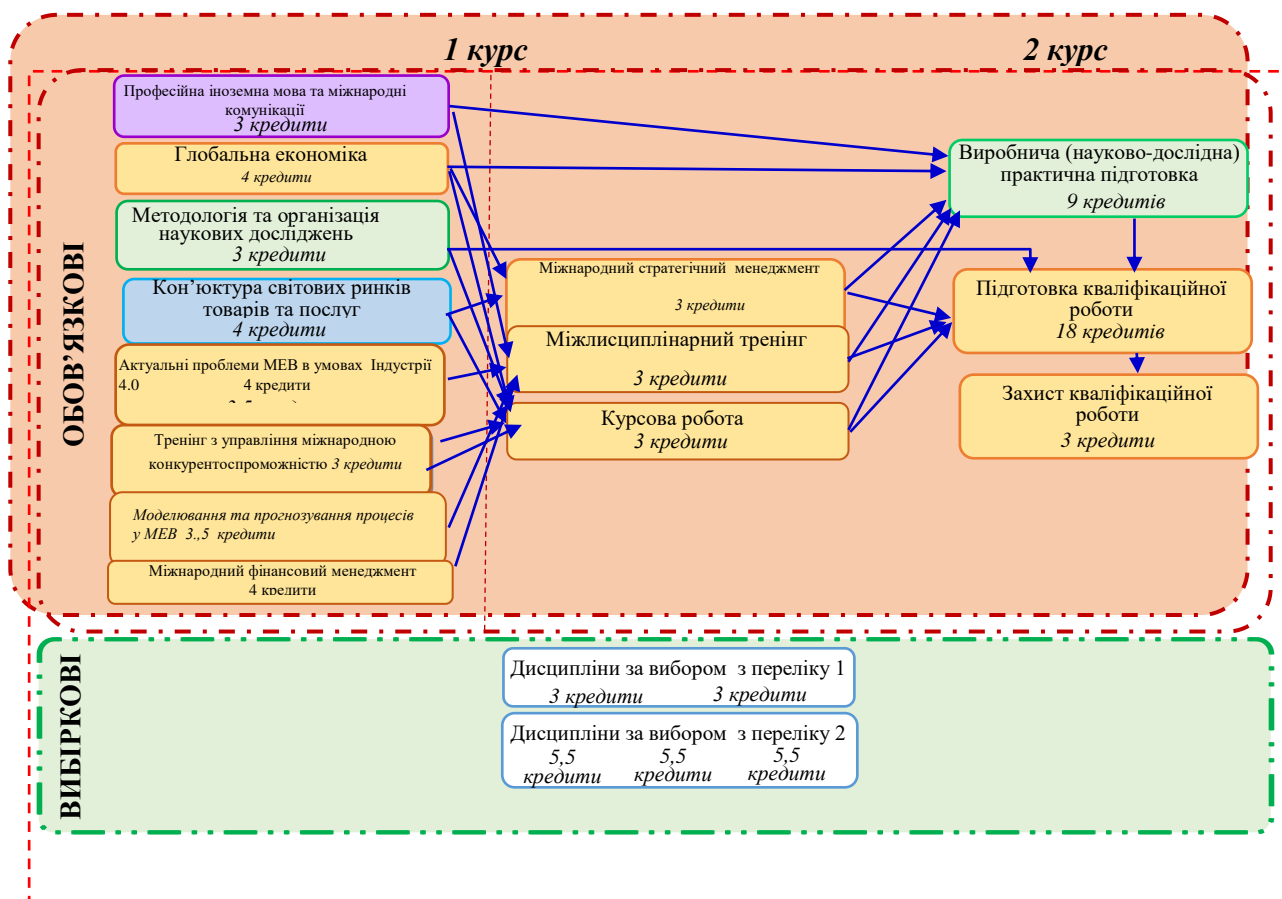 1 курс
2 курс
ОБОВ’ЯЗКОВІ
Професійна іноземна мова та міжнародні
комунікації
3 кредити
Глобальна економіка
4 кредити
Методологія та організація
наукових досліджень
3 кредити
Кон’юктура світових ринків
товарів та послуг
4 кредити
Актуальні проблеми МЕВ в умовах Індустрії
4.0 4 кредити
Тренінг з управління міжнародною
конкурентоспроможністю 3 кредити
Моделювання та прогнозування процесів
у МЕВ 3.,5 кредити
Міжнародний фінансовий менеджмент
4 кредити
Міжнародний стратегічний менеджмент
3 кредити
Міжлисциплінарний тренінг
3 кредити
Курсова робота
3 кредити
Виробнича (науково-дослідна)
практична підготовка
9 кредитів
Підготовка кваліфікаційної
роботи
18 кредитів
Захист кваліфікаційної
роботи
3 кредити
ВИБІРКОВІ
Дисципліни за вибором з переліку 1
3 кредити 3 кредити
Дисципліни за вибором з переліку 2
5,5 5,5 5,5
кредити кредити кредити